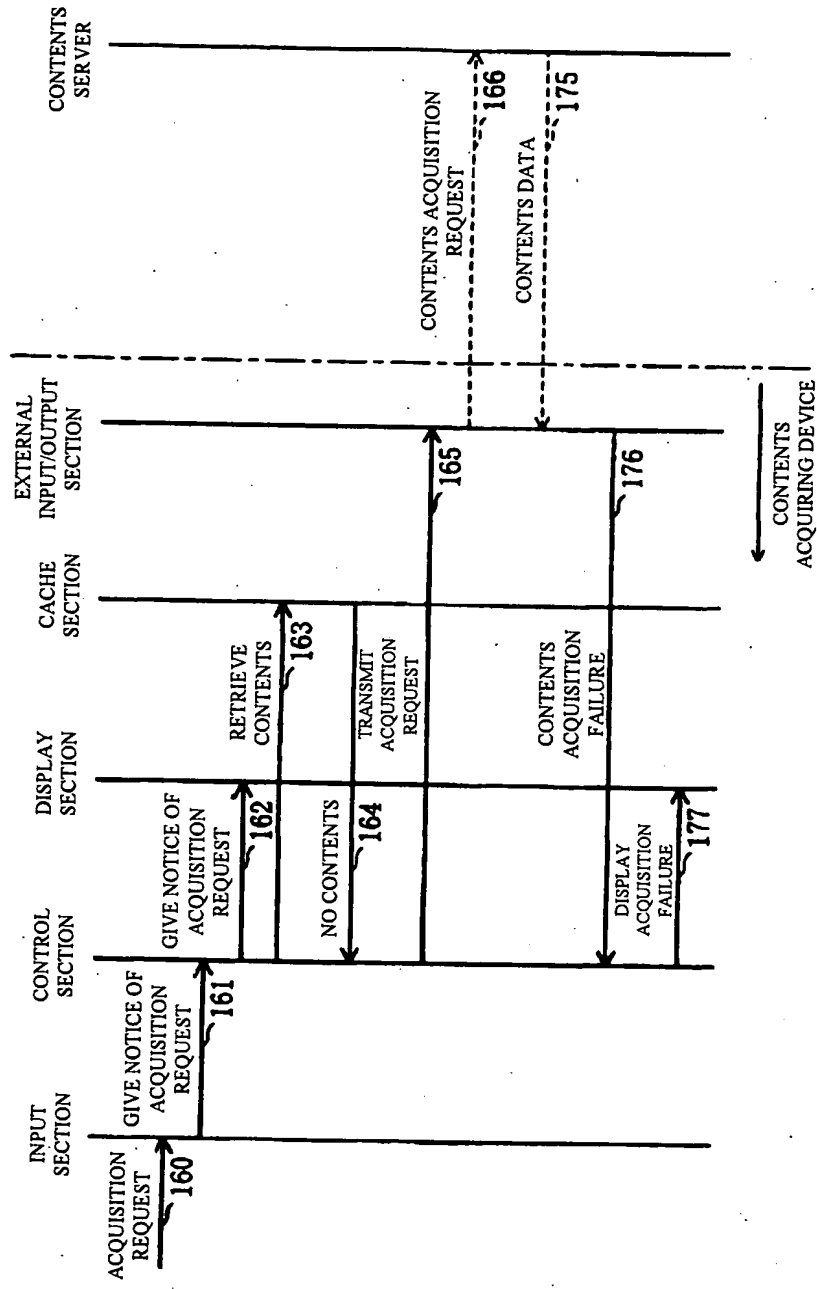 INPUT
SECTION
CONTROL
SECTION
DISPLAY
SECTION
CACHE
SECTION
EXTERNAL
INPUT/OUTPUT
SECTION
CONTENTS
SERVER
ACQUISITION
REQUEST
160
GIVE NOTICE OF
ACQUISITION
REQUEST
161
GIVE NOTICE OF
ACQUISITION
REQUEST
162
RETRIEVE
CONTENTS
163
NO CONTENTS
164
TRANSMIT
ACQUISITION
REQUEST
165
CONTENTS ACQUISITION
REQUEST
166
CONTENTS DATA
175
CONTENTS
ACQUISITION
FAILURE
176
DISPLAY
ACQUISITION
FAILURE
177
CONTENTS
ACQUIRING DEVICE